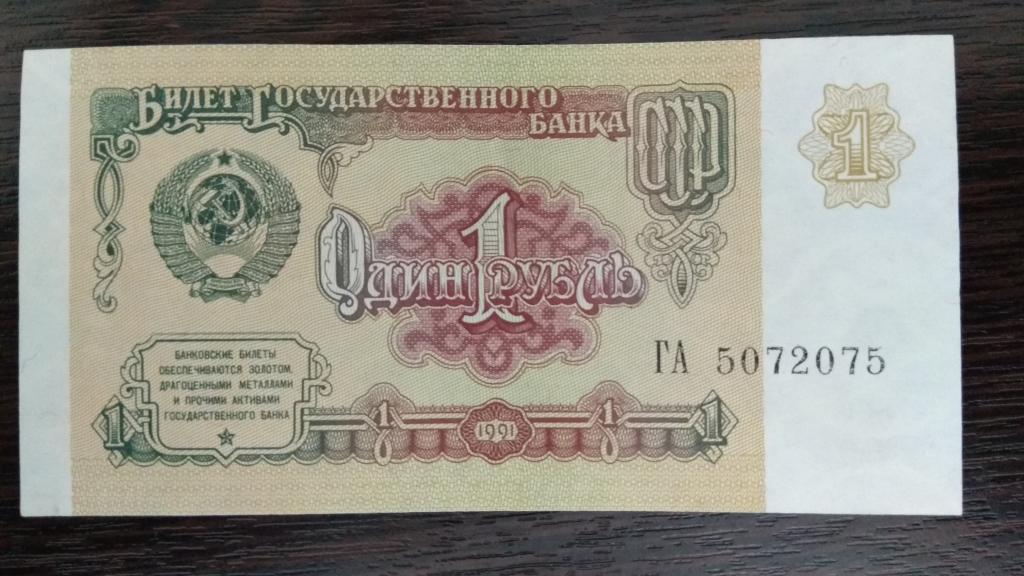 Билет Государственного
Банка
СССР
1
Один 1 рубль
БАНКОВСКИЕ БИЛЕТЫ
ОБЕСПЕЧИВАЮТСЯ ЗОЛОТОМ,
ДРАГОЦЕННЫМИ МЕТАЛЛАМИ
И ПРОЧИМИ АКТИВАМИ
ГОСУДАРСТВЕННОГО БАНКА
ГА 5072075
1 1 1991 1 1